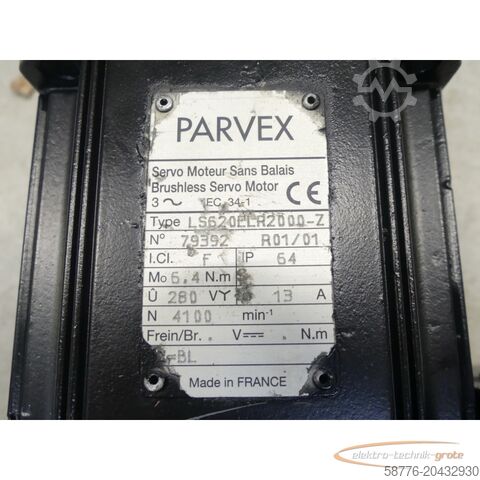 PARVEX
Servo Moteur Sans Balais
Brushless Servo Motor CE
3 ~ IEC 34-1
Type LS620ELR2000-Z
N° 79392 R01/01
I.Cl. F IP 64
Mo 6,4 N.m
Û 280 V Y 13 A
N 4100 min-1
Frein/Br. V N.m
-BL
Made in FRANCE
elektro-technik-grote
58776-20432930